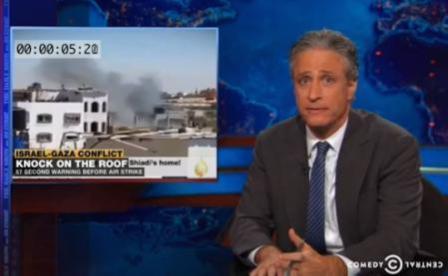 00:00:05:20
ISRAEL-GAZA CONFLICT
KNOCK ON THE ROOF
Shiadi's home!
57 SECOND WARNING BEFORE AIR STRIKE
COMEDY CENTRAL